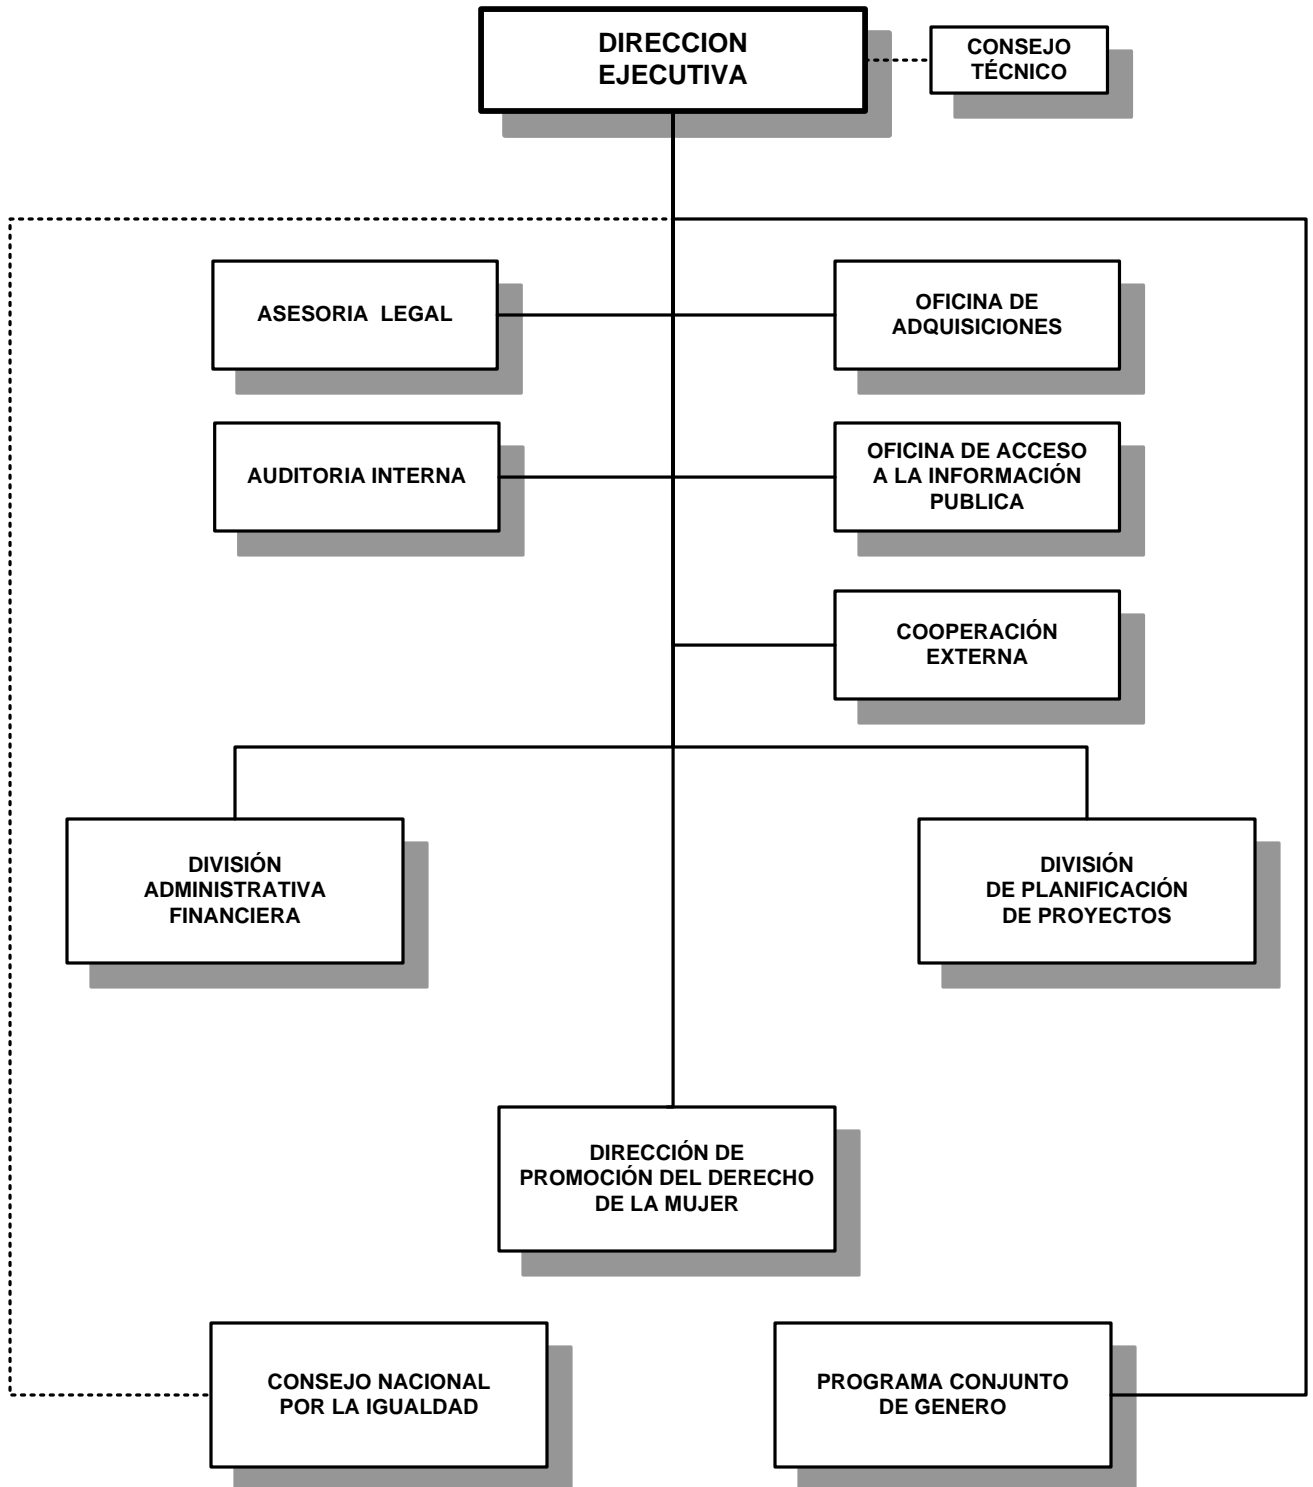 DIRECCION
EJECUTIVA
CONSEJO
TÉCNICO
ASESORIA LEGAL
OFICINA DE
ADQUISICIONES
AUDITORIA INTERNA
OFICINA DE ACCESO
A LA INFORMACIÓN
PUBLICA
COOPERACIÓN
EXTERNA
DIVISIÓN
ADMINISTRATIVA
FINANCIERA
DIVISIÓN
DE PLANIFICACIÓN
DE PROYECTOS
DIRECCIÓN DE
PROMOCIÓN DEL DERECHO
DE LA MUJER
CONSEJO NACIONAL
POR LA IGUALDAD
PROGRAMA CONJUNTO
DE GENERO